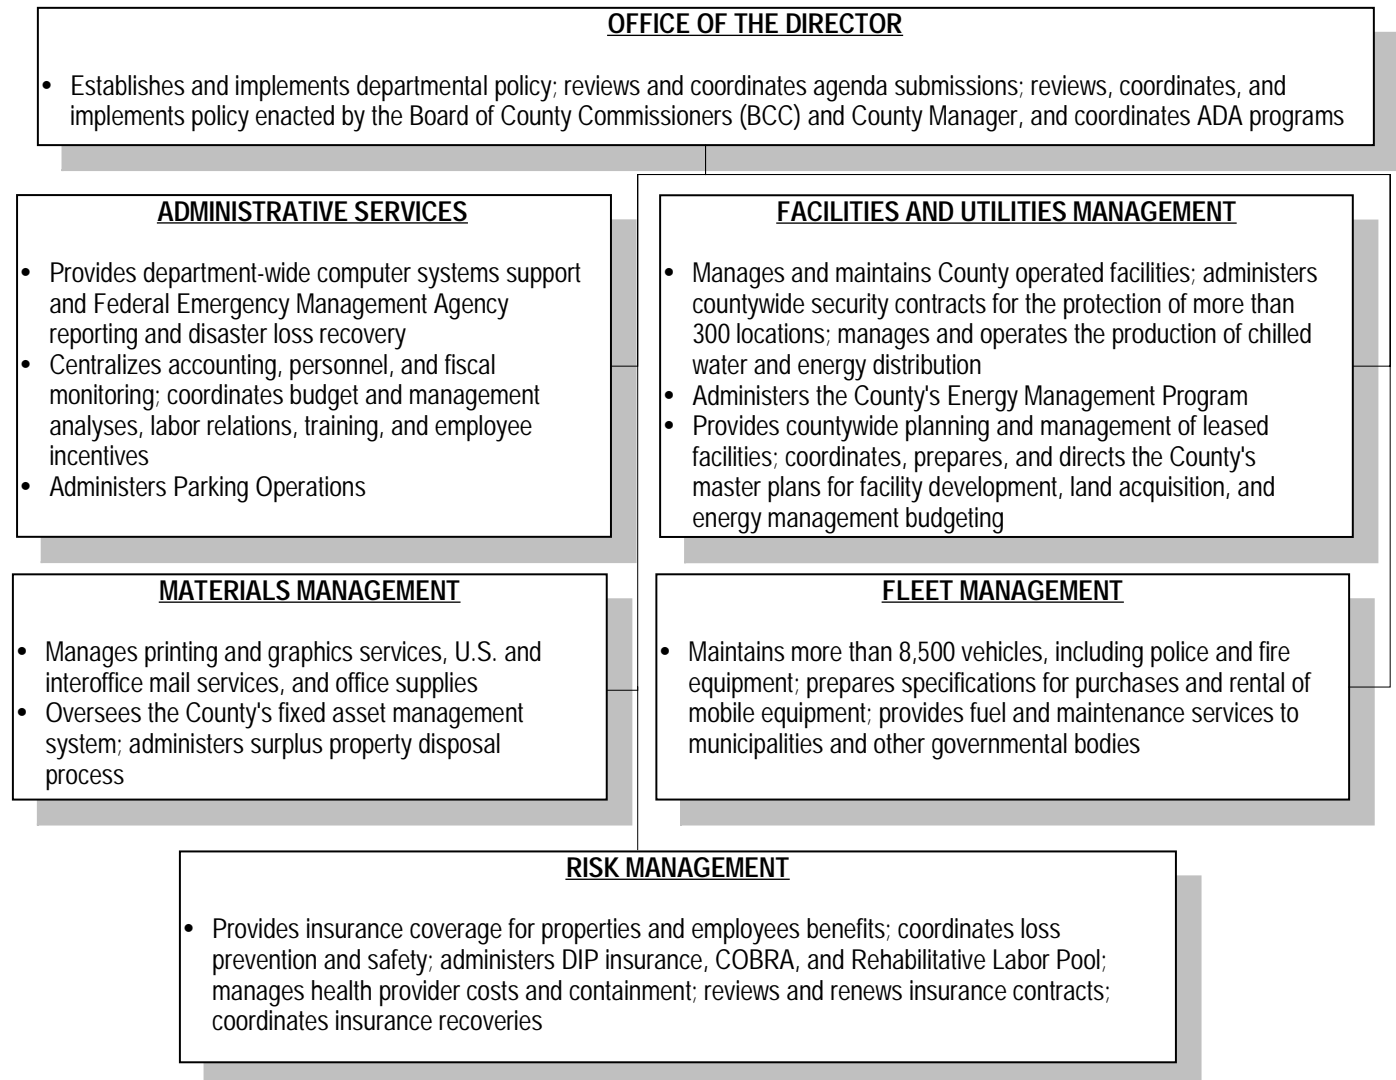 OFFICE OF THE DIRECTOR
• Establishes and implements departmental policy; reviews and coordinates agenda submissions; reviews, coordinates, and
implements policy enacted by the Board of County Commissioners (BCC) and County Manager, and coordinates ADA programs
ADMINISTRATIVE SERVICES
• Provides department-wide computer systems support
and Federal Emergency Management Agency
reporting and disaster loss recovery
• Centralizes accounting, personnel, and fiscal
monitoring; coordinates budget and management
analyses, labor relations, training, and employee
incentives
• Administers Parking Operations
FACILITIES AND UTILITIES MANAGEMENT
• Manages and maintains County operated facilities; administers
countywide security contracts for the protection of more than
300 locations; manages and operates the production of chilled
water and energy distribution
• Administers the County's Energy Management Program
• Provides countywide planning and management of leased
facilities; coordinates, prepares, and directs the County's
master plans for facility development, land acquisition, and
energy management budgeting
MATERIALS MANAGEMENT
• Manages printing and graphics services, U.S. and
interoffice mail services, and office supplies
• Oversees the County's fixed asset management
system; administers surplus property disposal
process
FLEET MANAGEMENT
• Maintains more than 8,500 vehicles, including police and fire
equipment; prepares specifications for purchases and rental of
mobile equipment; provides fuel and maintenance services to
municipalities and other governmental bodies
RISK MANAGEMENT
• Provides insurance coverage for properties and employees benefits; coordinates loss
prevention and safety; administers DIP insurance, COBRA, and Rehabilitative Labor Pool;
manages health provider costs and containment; reviews and renews insurance contracts;
coordinates insurance recoveries